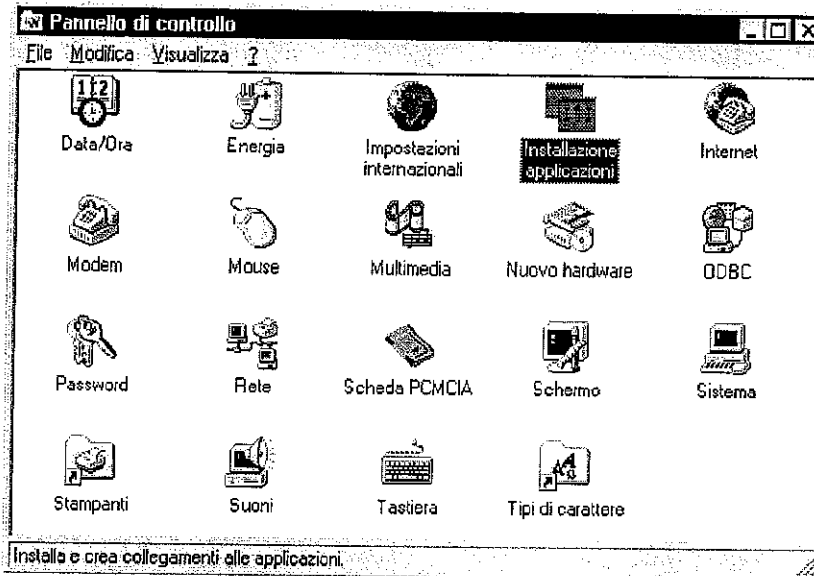 Pannello di controllo
File Modifica Visualizza ?
Data/Ora
Energia
Impostazioni
internazionali
Installazione
applicazioni
Internet
Modem
Mouse
Multimedia
Nuovo hardware
ODBC
Password
Rete
Scheda PCMCIA
Schermo
Sistema
Stampanti
Suoni
Tastiera
Tipi di carattere
Installa e crea collegamenti alle applicazioni.